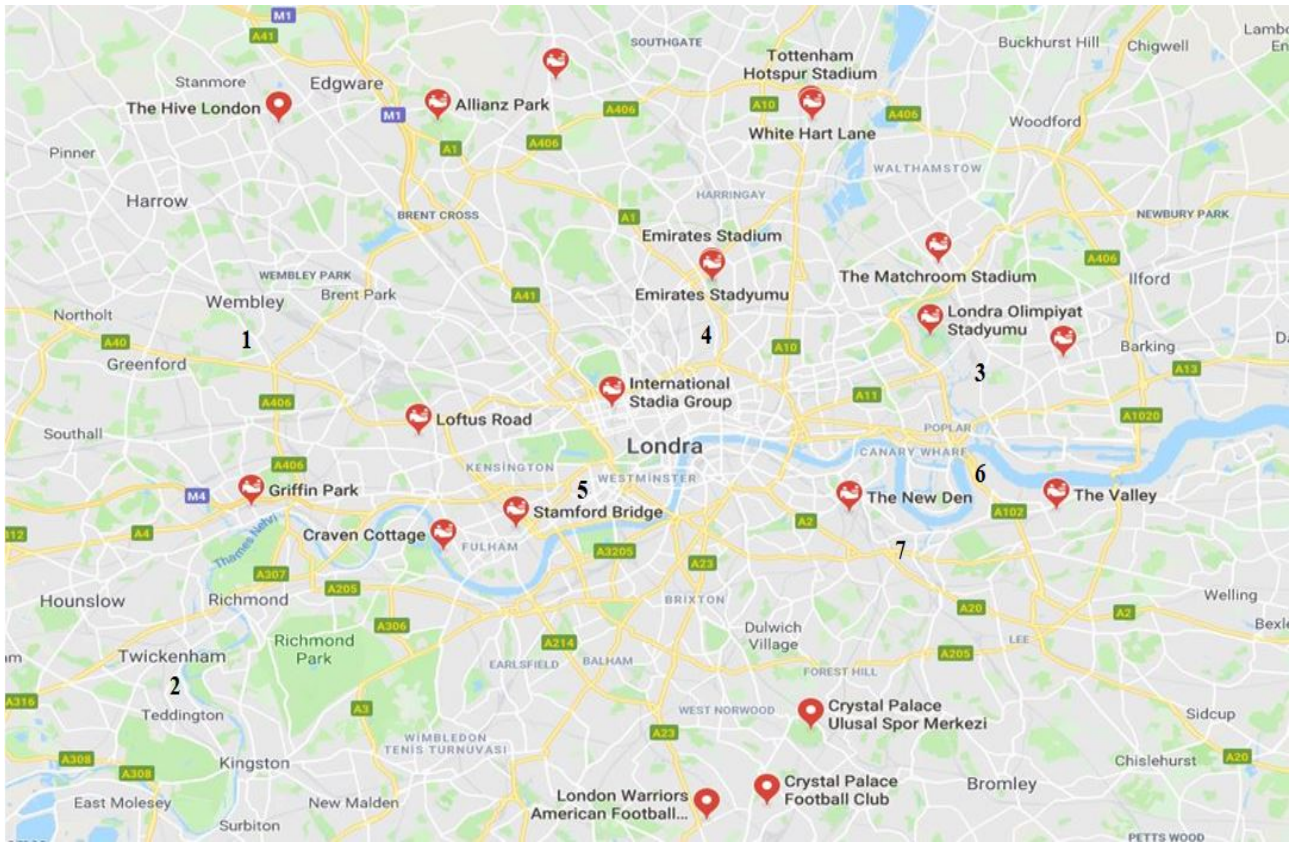 M1
A41
SOUTHGATE
Buckhurst Hill
Chigwell
Stanmore
Edgware
Tottenham
Hotspur Stadium
The Hive London
M1
Allianz Park
A406
A10
A406
White Hart Lane
Woodford
Pinner
A1
A406
WALTHAMSTOW
Harrow
HARRINGAY
BRENT CROSS
A1
NEWBURY PARK
Emirates Stadium
A406
WEMBLEY PARK
The Matchroom Stadium
Ilford
Wembley
Brent Park
A41
Emirates Stadyumu
Northolt
1
4
Londra Olimpiyat
Stadyumu
A40
Greenford
A10
Barking
3
A13
International
Stadia Group
A11
A406
Loftus Road
A1020
Southall
Londra
POPLAR
CANARY WHARF
A406
KENSINGTON
WESTMINSTER
6
M4
Griffin Park
5
The New Den
The Valley
Stamford Bridge
A102
A4
Craven Cottage
A2
Thames Nehri
FULHAM
A3205
7
A307
A23
Hounslow
Richmond
A205
BRIXTON
Welling
A20
A2
A306
Dulwich
Village
Richmond
Park
A214
LEE
Twickenham
EARLSFIELD
BALHAM
A205
FOREST HILL
2
A316
Teddington
A3
WEST NORWOOD
Crystal Palace
Ulusal Spor Merkezi
Sidcup
A23
WIMBLEDON
TENIS TURNUVASI
A308
A308
Kingston
A20
Chislehurst
Crystal Palace
Football Club
Bromley
East Molesey
New Malden
London Warriors
American Football...
Surbiton
PETTS WOOD